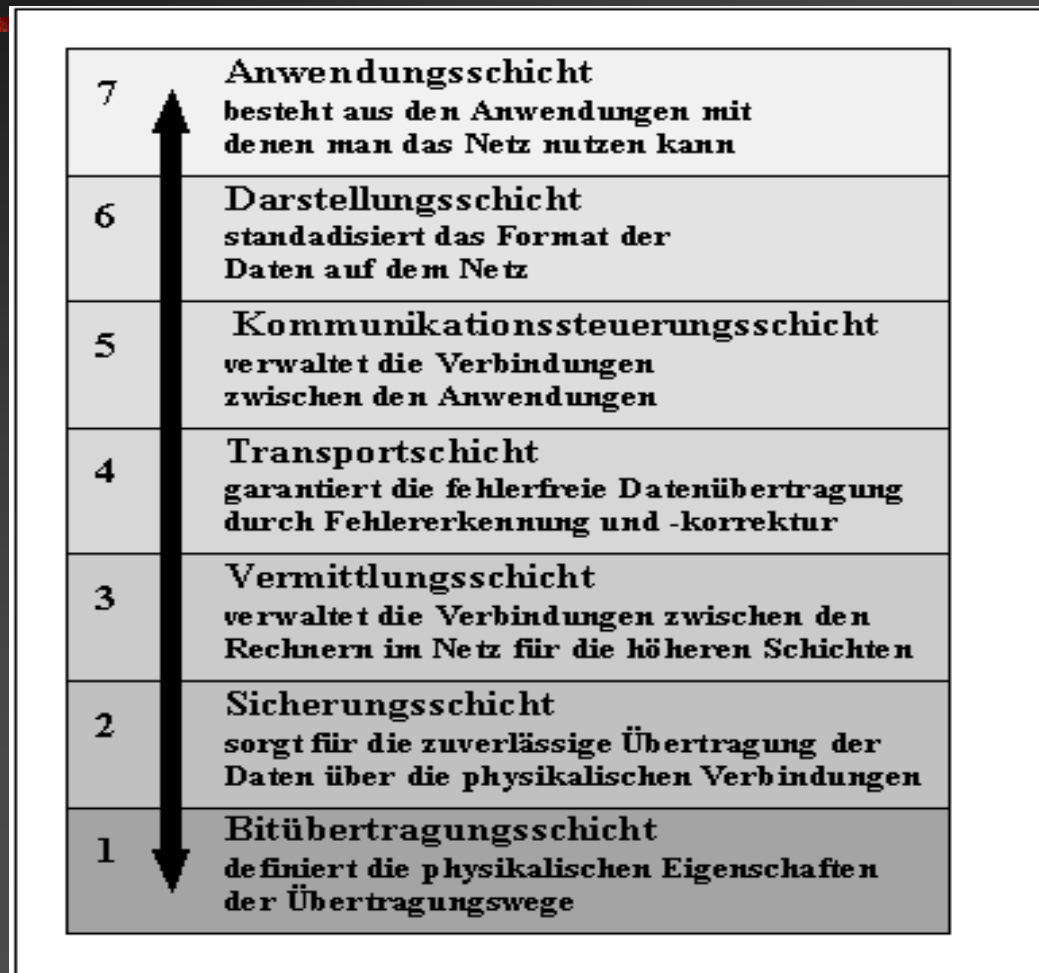 7
Anwendungsschicht
besteht aus den Anwendungen mit
denen man das Netz nutzen kann
6
Darstellungsschicht
standadisiert das Format der
Daten auf dem Netz
5
Kommunikationssteuerungsschicht
verwaltet die Verbindungen
zwischen den Anwendungen
4
Transportschicht
garantiert die fehlerfreie Datenübertragung
durch Fehlererkennung und -korrektur
3
Vermittlungsschicht
verwaltet die Verbindungen zwischen den
Rechnern im Netz für die höheren Schichten
2
Sicherungsschicht
sorgt für die zuverlässige Übertragung der
Daten über die physikalischen Verbindungen
1
Bitübertragungsschicht
definiert die physikalischen Eigenschaften
der Übertragungswege